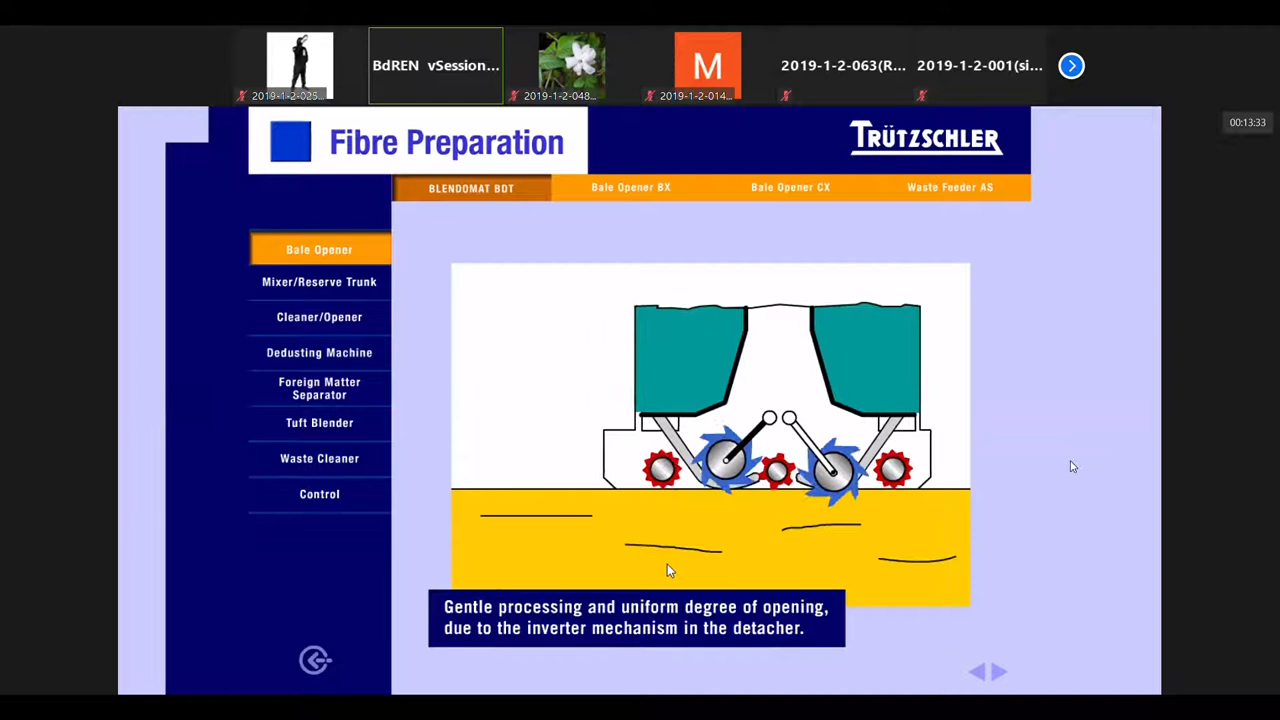 BdREN vSession...
M
2019-1-2-063(R...
2019-1-2-001(si...
2019-1-2-025...
2019-1-2-048...
2019-1-2-014...
00:13:33
Fibre Preparation
TRÜTZSCHLER
BLENDOMAT BDT
Bale Opener BX
Bale Opener CX
Waste Feeder AS
Bale Opener
Mixer/Reserve Trunk
Cleaner/Opener
Dedusting Machine
Foreign Matter
Separator
Tuft Blender
Waste Cleaner
Control
Gentle processing and uniform degree of opening,
due to the inverter mechanism in the detacher.